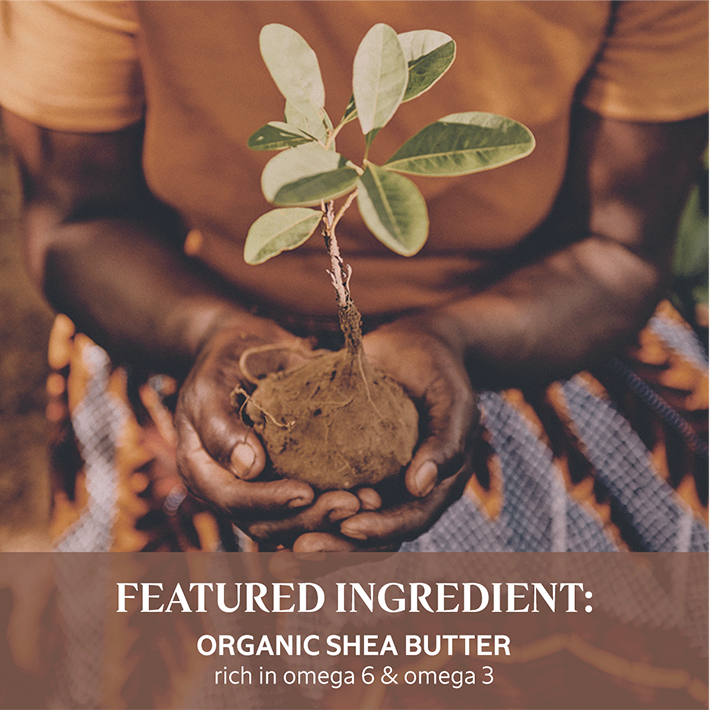 FEATURED INGREDIENT:
ORGANIC SHEA BUTTER
rich in omega 6 & omega 3